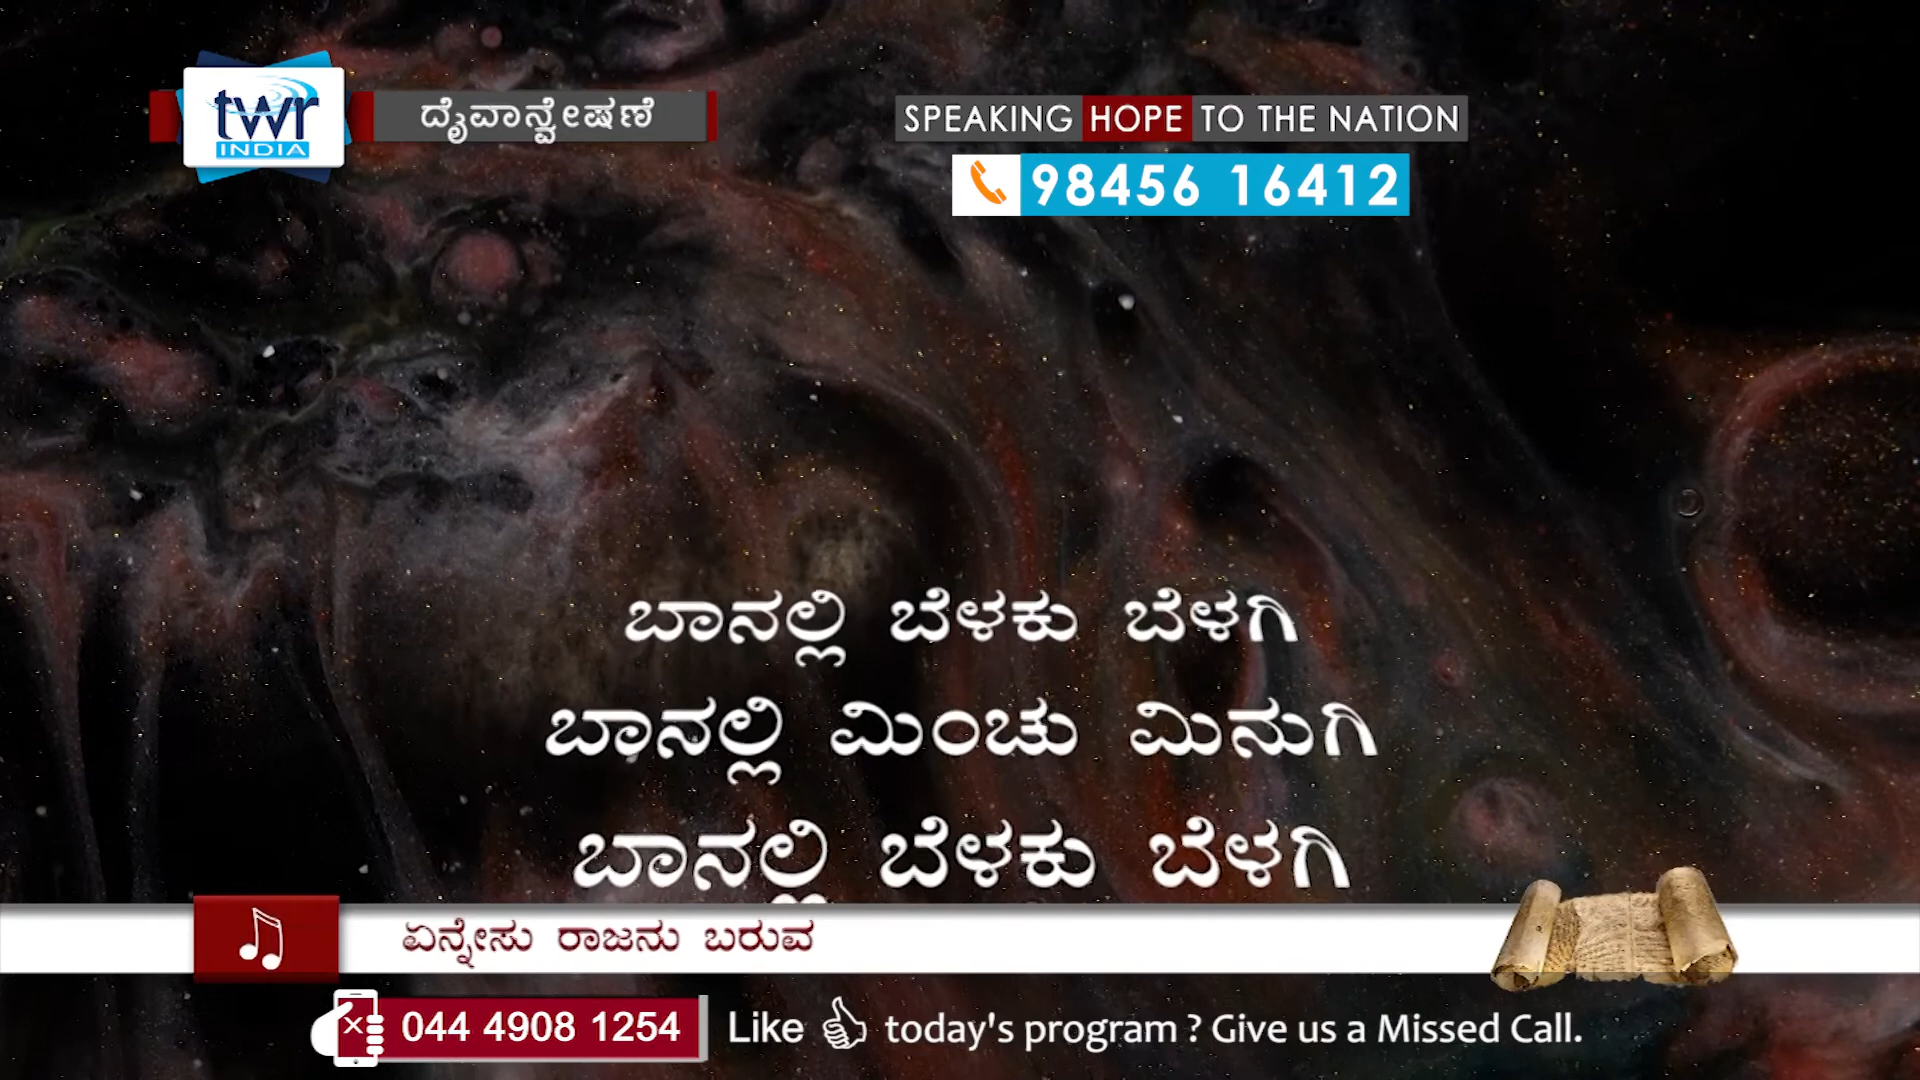 twr
INDIA
ದೈವಾನ್ವೇಷಣೆ
SPEAKING HOPE TO THE NATION
98456 16412
ಬಾನಲ್ಲಿ ಬೆಳಕು ಬೆಳಗಿ
ಬಾನಲ್ಲಿ ಮಿಂಚು ಮಿನುಗಿ
ಬಾನಲ್ಲಿ ಬೆಳಕು ಬೆಳಗಿ
ಏನ್ನೇಸು ರಾಜನು ಬರುವ
044 4908 1254
Like today's program ? Give us a Missed Call.